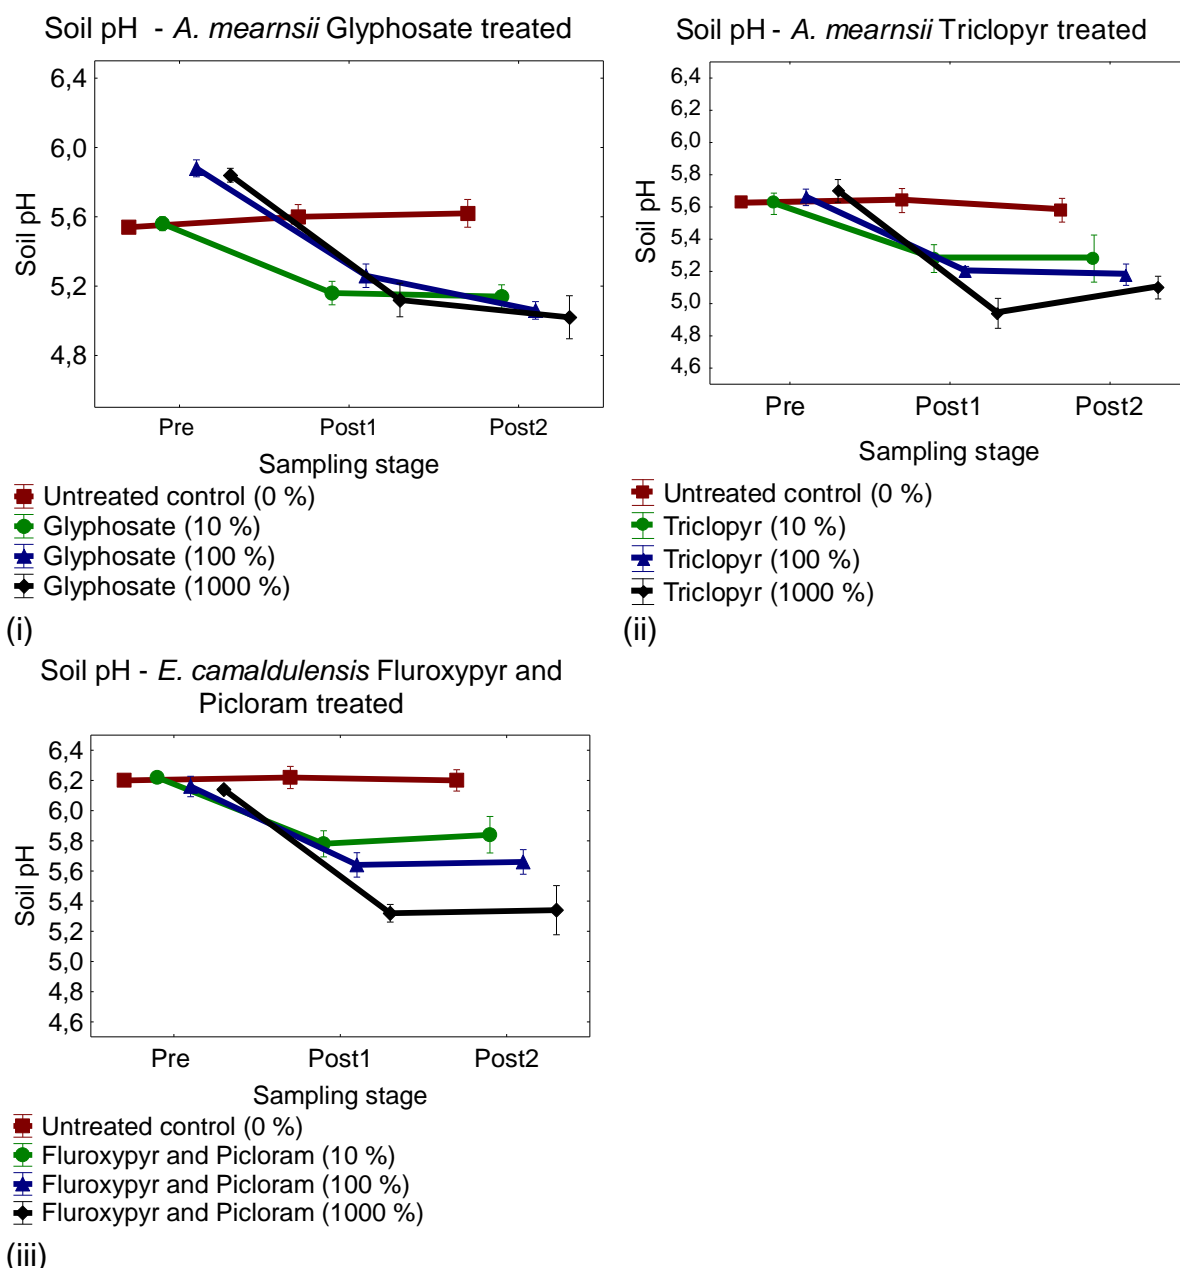 Soil pH - A. mearnsii Glyphosate treated
6,4
6,0
5,6
5,2
4,8
Soil pH
Pre Post1 Post2
Sampling stage
Untreated control (0 %)
Glyphosate (10 %)
Glyphosate (100 %)
Glyphosate (1000 %)
(i)
Soil pH - A. mearnsii Triclopyr treated
6,4
6,2
6,0
5,8
5,6
5,4
5,2
5,0
4,8
4,6
Soil pH
Pre Post1 Post2
Sampling stage
Untreated control (0 %)
Triclopyr (10 %)
Triclopyr (100 %)
Triclopyr (1000 %)
(ii)
Soil pH - E. camaldulensis Fluroxypyr and
Picloram treated
6,4
6,2
6,0
5,8
5,6
5,4
5,2
5,0
4,8
4,6
Soil pH
Pre Post1 Post2
Sampling stage
Untreated control (0 %)
Fluroxypyr and Picloram (10 %)
Fluroxypyr and Picloram (100 %)
Fluroxypyr and Picloram (1000 %)
(iii)